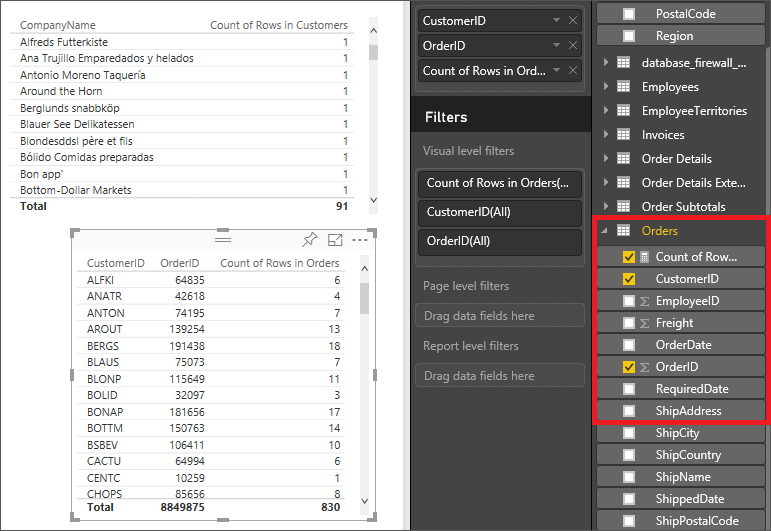 CompanyName Count of Rows in Customers
Alfreds Futterkiste 1
Ana Trujillo Emparedados y helados 1
Antonio Moreno Taquería 1
Around the Horn 1
Berglunds snabbköp 1
Blauer See Delikatessen 1
Blondesddsl père et fils 1
Bólido Comidas preparadas 1
Bon app' 1
Bottom-Dollar Markets 1
Total 91
CustomerID OrderID Count of Rows in Orders
ALFKI 64835 6
ANATR 42618 4
ANTON 74195 7
AROUT 139254 13
BERGS 191438 18
BLAUS 75073 7
BLONP 115649 11
BOLID 32097 3
BONAP 181656 17
BOTTM 150763 14
BSBEV 106411 10
CACTU 64994 6
CENTC 10259 1
CHOPS 85656 8
Total 8849875 830
CustomerID
OrderID
Count of Rows in Ord...
Filters
Visual level filters
Count of Rows in Orders(...
CustomerID(All)
OrderID(All)
Page level filters
Drag data fields here
Report level filters
Drag data fields here
PostalCode
Region
database_firewall_...
Employees
EmployeeTerritories
Invoices
Order Details
Order Details Exte...
Order Subtotals
Orders
Count of Row...
CustomerID
EmployeeID
Freight
OrderDate
OrderID
RequiredDate
ShipAddress
ShipCity
ShipCountry
ShipName
ShippedDate
ShipPostalCode